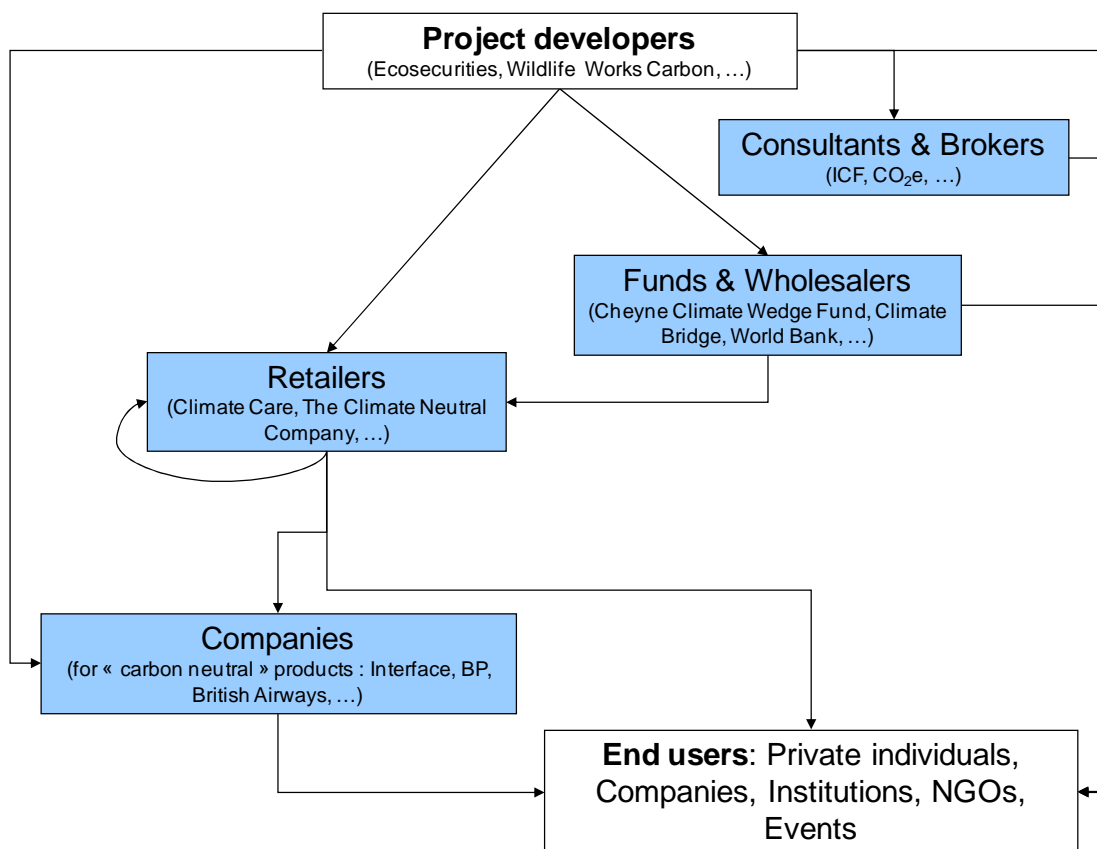 Project developers
(Ecosecurities, Wildlife Works Carbon, …)
Consultants & Brokers
(ICF, CO₂e, …)
Funds & Wholesalers
(Cheyne Climate Wedge Fund, Climate
Bridge, World Bank, …)
Retailers
(Climate Care, The Climate Neutral
Company, …)
Companies
(for « carbon neutral » products : Interface, BP,
British Airways, …)
End users: Private individuals,
Companies, Institutions, NGOs,
Events